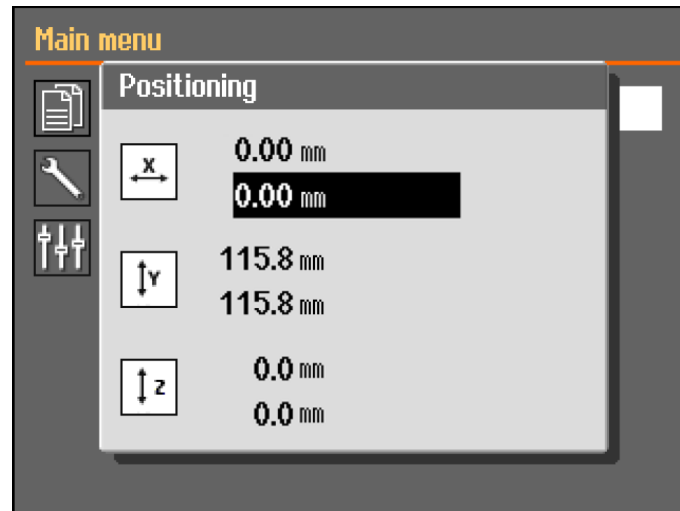 Main menu
Positioning
X
0.00 mm
0.00 mm
Y
115.8 mm
115.8 mm
Z
0.0 mm
0.0 mm